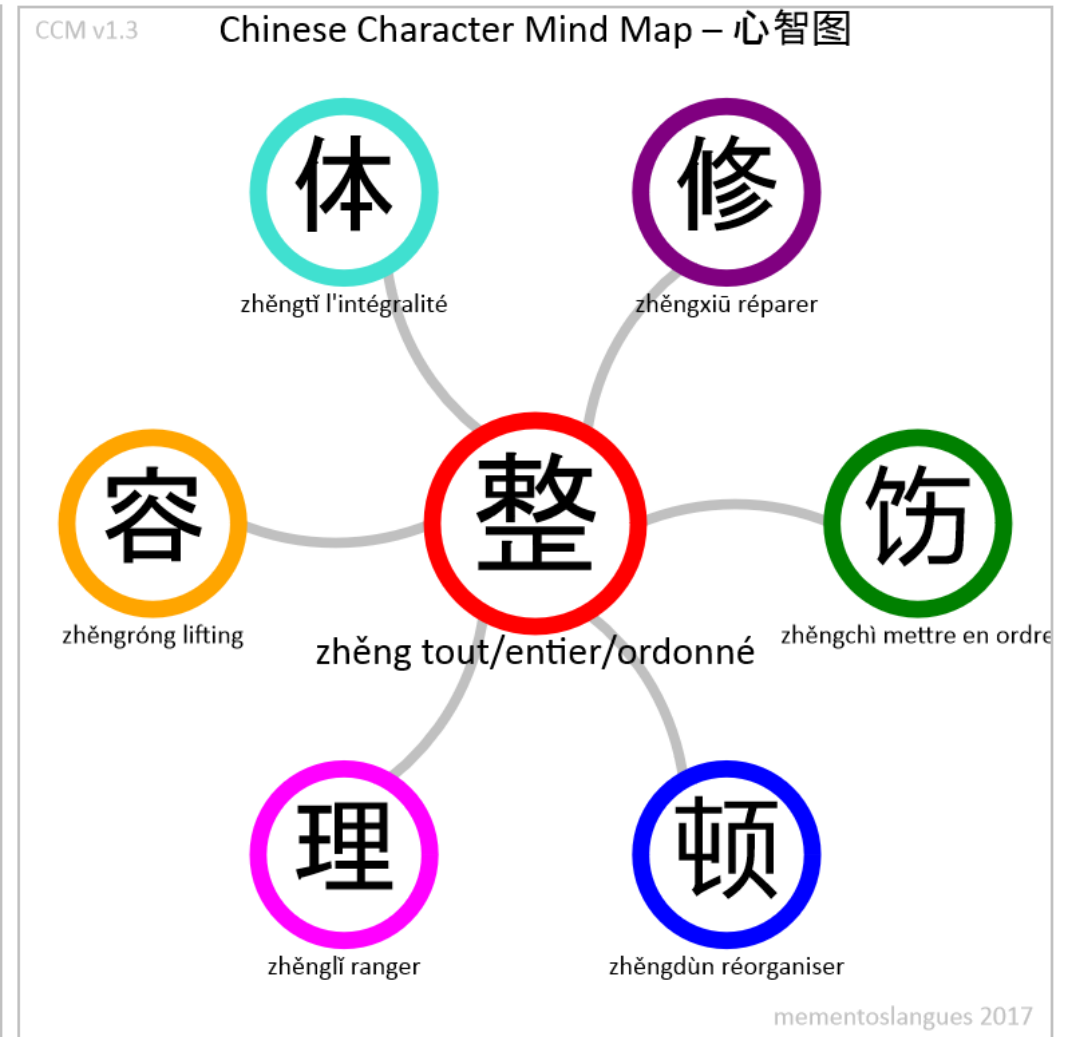 CCM v1.3
Chinese Character Mind Map – 心智图
体
zhěngtǐ l'intégralité
修
zhěngxiū réparer
容
zhěngróng lifting
整
zhěng tout/entier/ordonné
饬
zhěngchì mettre en ordre
理
zhěnglǐ ranger
顿
zhěngdùn réorganiser
mementoslangues 2017